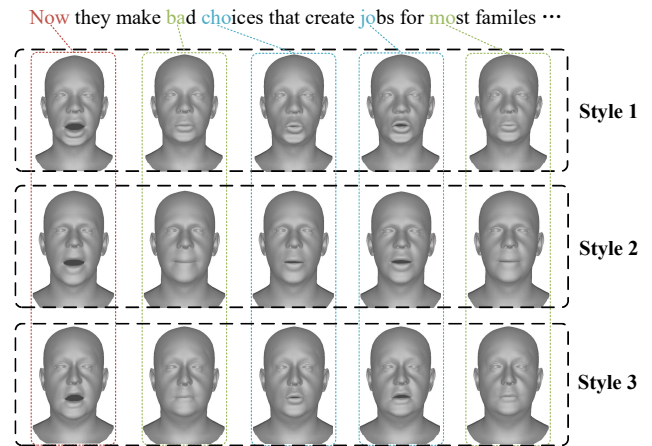 Now they make bad choices that create jobs for most familes ···
Style 1
Style 2
Style 3